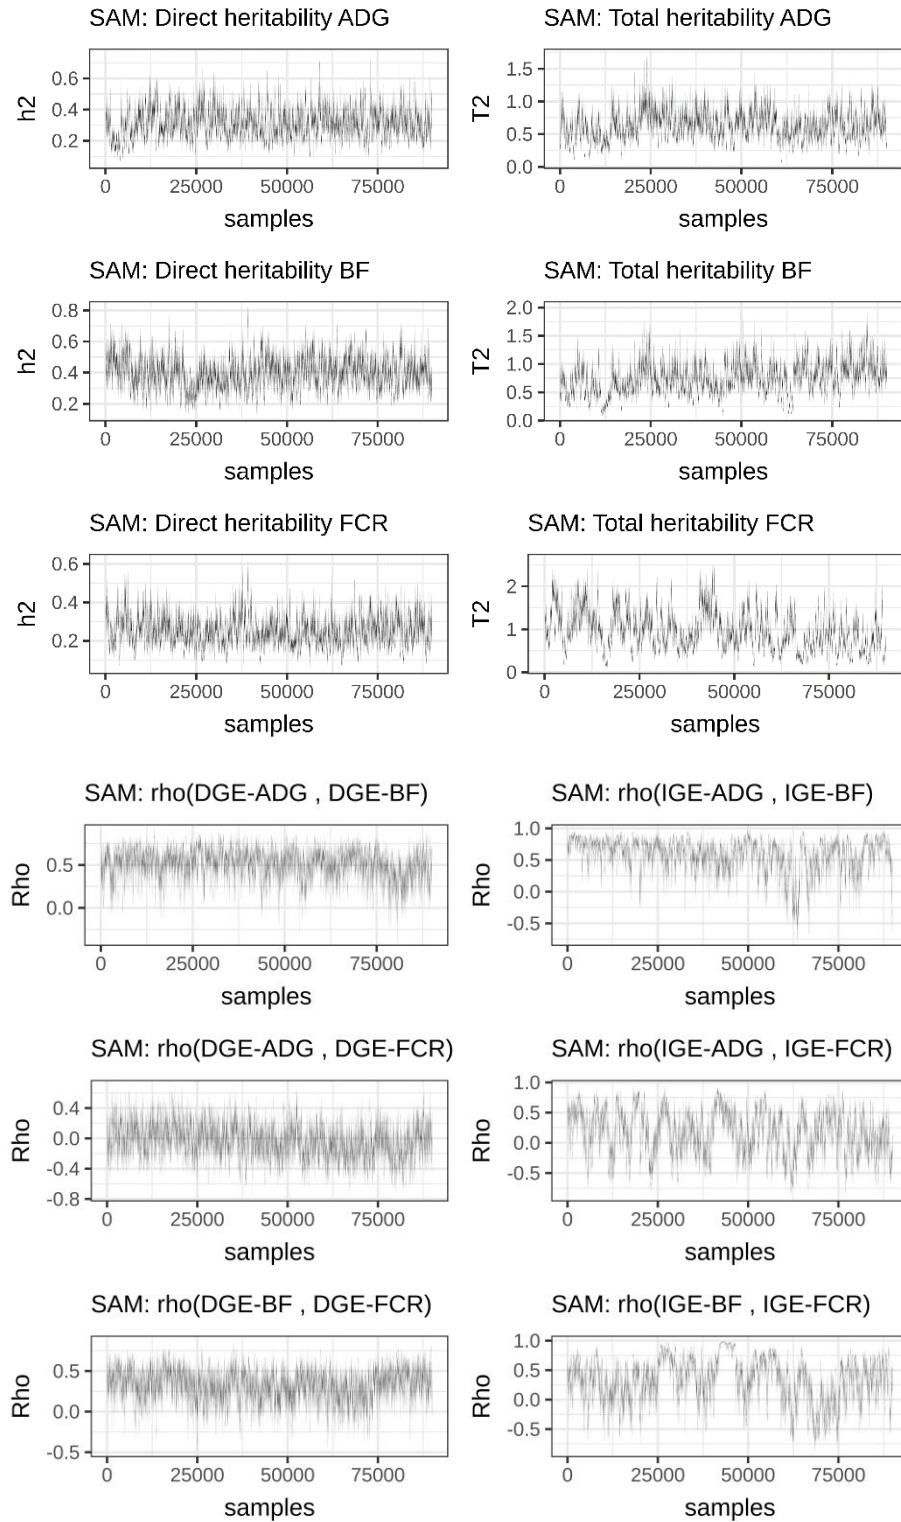 SAM: Direct heritability ADG
h2
0.6
0.4
0.2
0 25000 50000 75000
samples
SAM: Total heritability ADG
T2
1.5
1.0
0.5
0.0
0 25000 50000 75000
samples
SAM: Direct heritability BF
h2
0.8
0.6
0.4
0.2
0 25000 50000 75000
samples
SAM: Total heritability BF
T2
2.0
1.5
1.0
0.5
0.0
0 25000 50000 75000
samples
SAM: Direct heritability FCR
h2
0.6
0.4
0.2
0 25000 50000 75000
samples
SAM: Total heritability FCR
T2
2
1
0
0 25000 50000 75000
samples
SAM: rho(DGE-ADG , DGE-BF)
Rho
0.5
0.0
0 25000 50000 75000
samples
SAM: rho(IGE-ADG , IGE-BF)
Rho
1.0
0.5
0.0
-0.5
0 25000 50000 75000
samples
SAM: rho(DGE-ADG , DGE-FCR)
Rho
0.4
0.0
-0.4
-0.8
0 25000 50000 75000
samples
SAM: rho(IGE-ADG , IGE-FCR)
Rho
1.0
0.5
0.0
-0.5
0 25000 50000 75000
samples
SAM: rho(DGE-BF , DGE-FCR)
Rho
0.5
0.0
-0.5
0 25000 50000 75000
samples
SAM: rho(IGE-BF , IGE-FCR)
Rho
1.0
0.5
0.0
-0.5
0 25000 50000 75000
samples